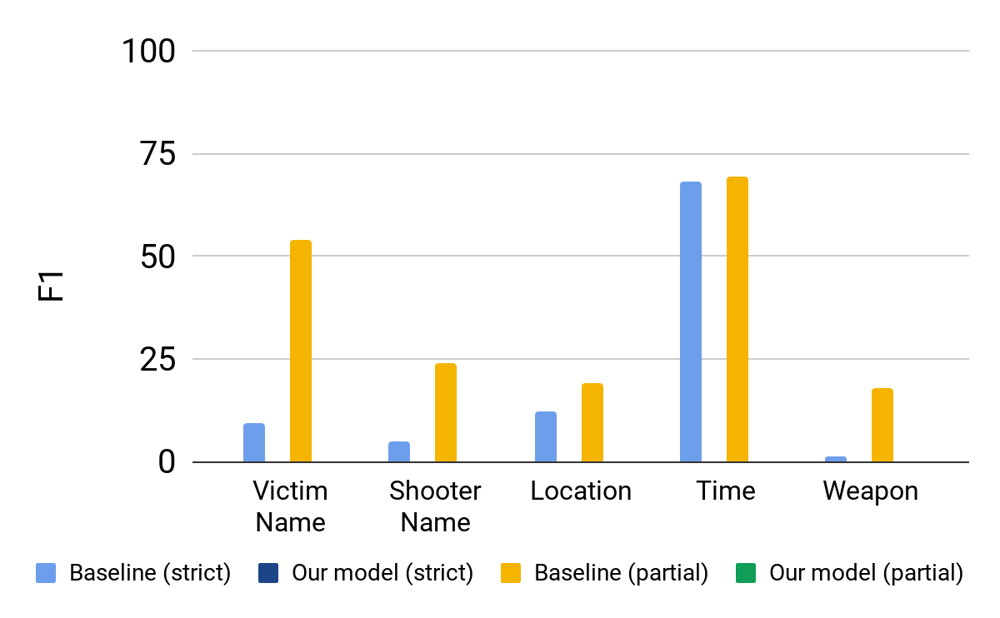 100
75
50
25
0
F1
Victim Name
Shooter Name
Location
Time
Weapon
Baseline (strict)
Our model (strict)
Baseline (partial)
Our model (partial)